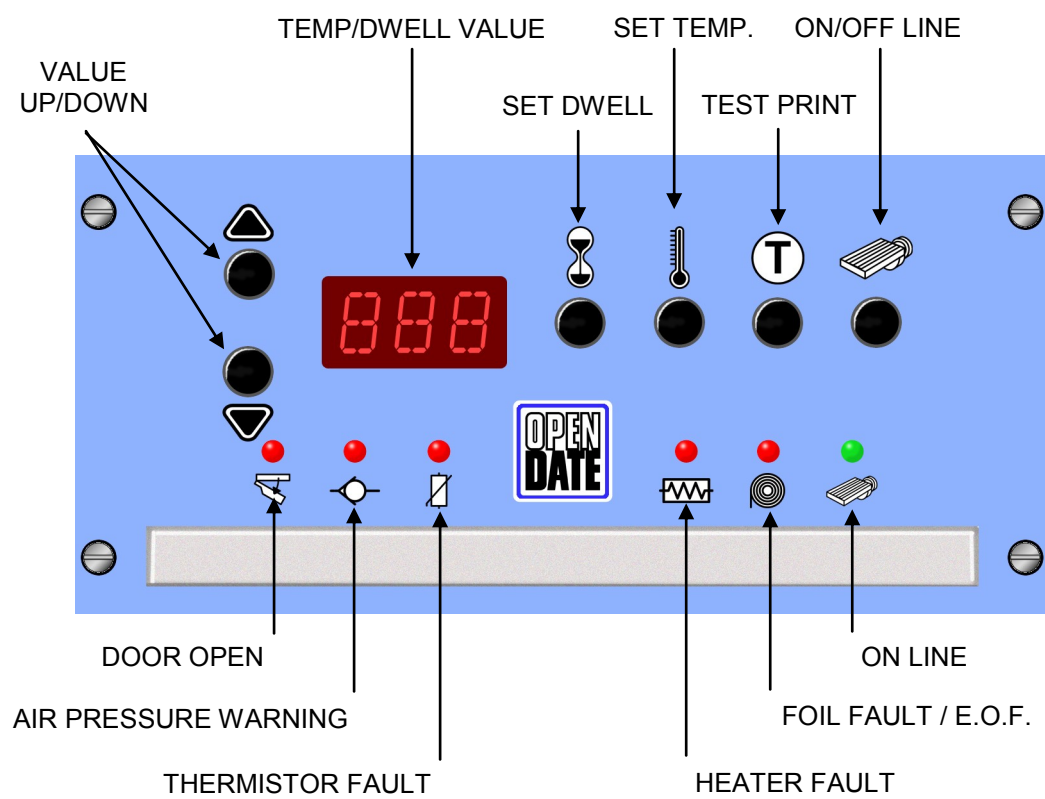 TEMP/DWELL VALUE
SET TEMP.
ON/OFF LINE
VALUE
UP/DOWN
SET DWELL
TEST PRINT
T
888
OPEN
DATE
DOOR OPEN
ON LINE
AIR PRESSURE WARNING
FOIL FAULT / E.O.F.
THERMISTOR FAULT
HEATER FAULT